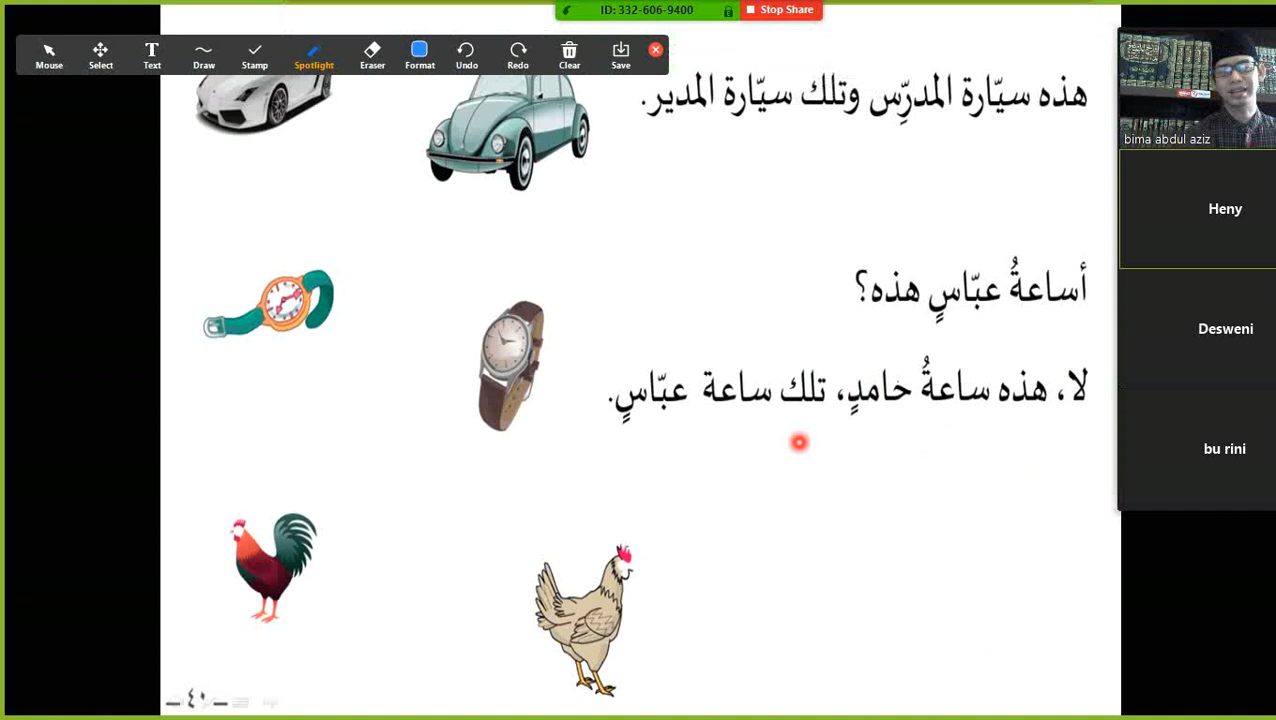 ID: 332-606-9400 Stop Share
Mouse Select Text Draw Stamp Spotlight Eraser Format Undo Redo Clear Save
هذه سيّارة المدرِّس وتلك سيّارة المدير.
bima abdul aziz
Heny
أساعةُ عبّاسٍ هذه؟
Desweni
لا، هذه ساعةُ حامدٍ، تلك ساعة عبّاسٍ.
bu rini
ـ٤٠ـ